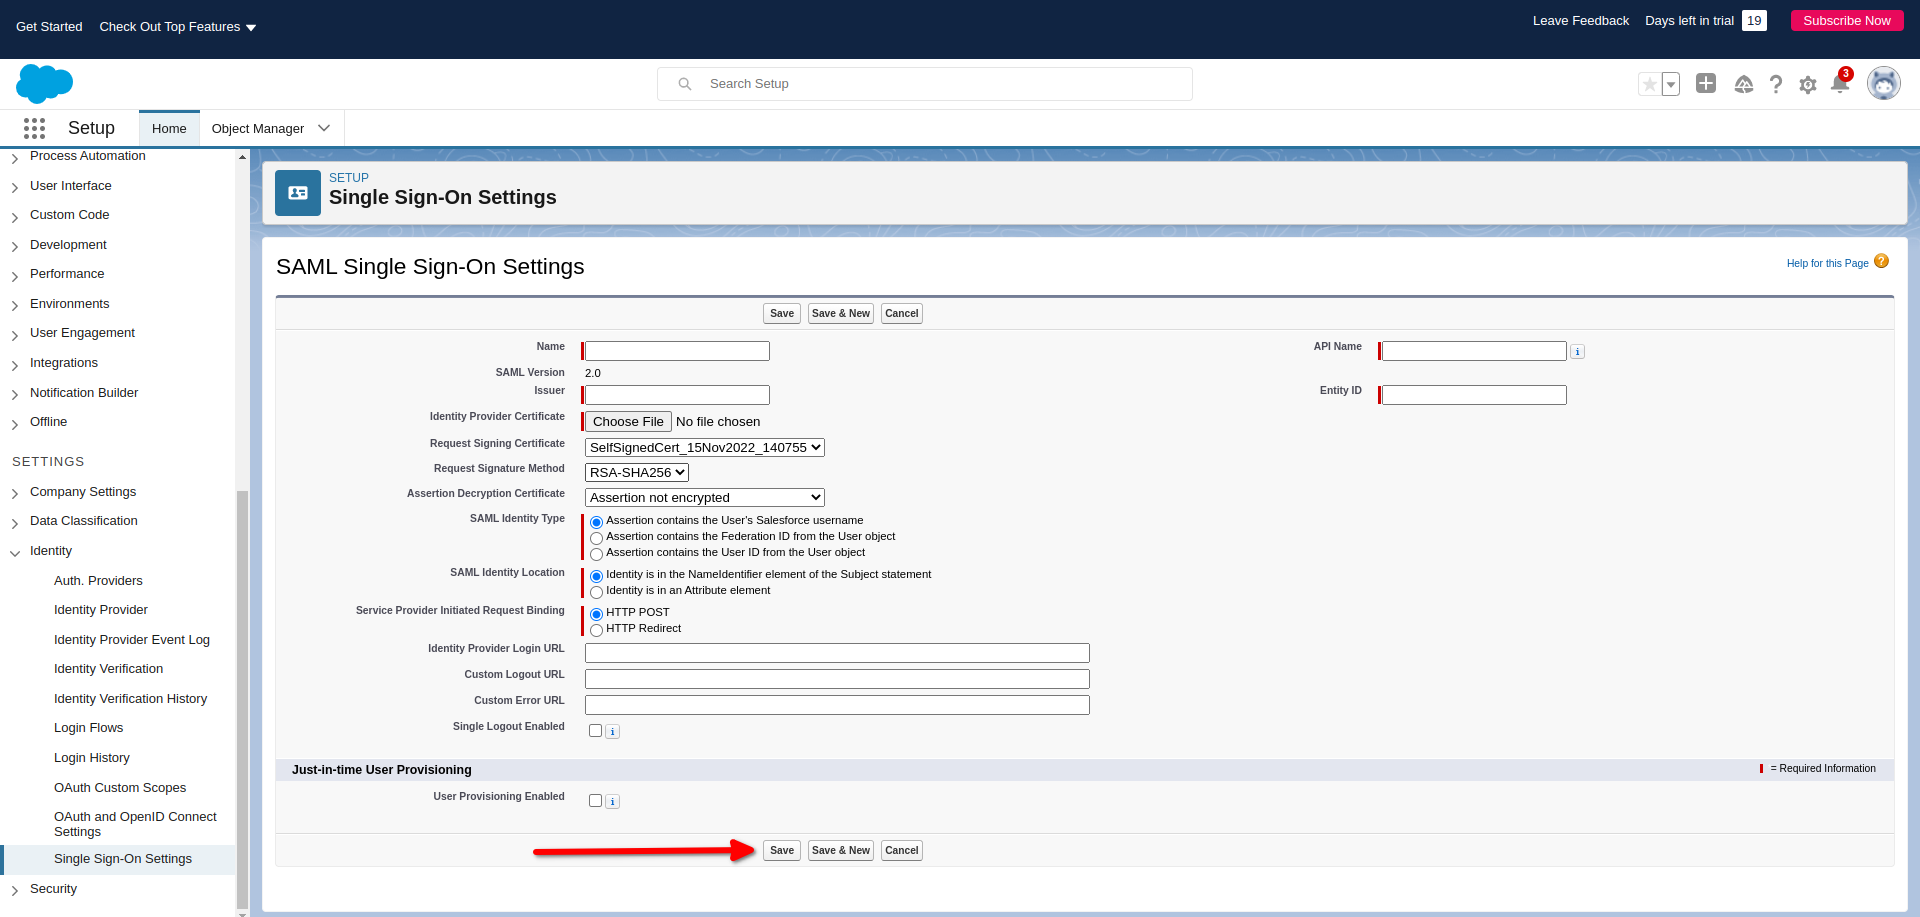 Get Started
Check Out Top Features
Leave Feedback
Days left in trial
19
Subscribe Now
Search Setup
3
Setup
Home
Object Manager
Process Automation
User Interface
Custom Code
Development
Performance
Environments
User Engagement
Integrations
Notification Builder
Offline
SETTINGS
Company Settings
Data Classification
Identity
Auth. Providers
Identity Provider
Identity Provider Event Log
Identity Verification
Identity Verification History
Login Flows
Login History
OAuth Custom Scopes
OAuth and OpenID Connect
Settings
Single Sign-On Settings
Security
SETUP
Single Sign-On Settings
SAML Single Sign-On Settings
Help for this Page ?
Save
Save & New
Cancel
Name
API Name
i
SAML Version
2.0
Issuer
Entity ID
Identity Provider Certificate
Choose File No file chosen
Request Signing Certificate
SelfSignedCert_15Nov2022_140755
Request Signature Method
RSA-SHA256
Assertion Decryption Certificate
Assertion not encrypted
SAML Identity Type
Assertion contains the User's Salesforce username
Assertion contains the Federation ID from the User object
Assertion contains the User ID from the User object
SAML Identity Location
Identity is in the NameIdentifier element of the Subject statement
Identity is in an Attribute element
Service Provider Initiated Request Binding
HTTP POST
HTTP Redirect
Identity Provider Login URL
Custom Logout URL
Custom Error URL
Single Logout Enabled
i
Just-in-time User Provisioning
= Required Information
User Provisioning Enabled
i
Save
Save & New
Cancel